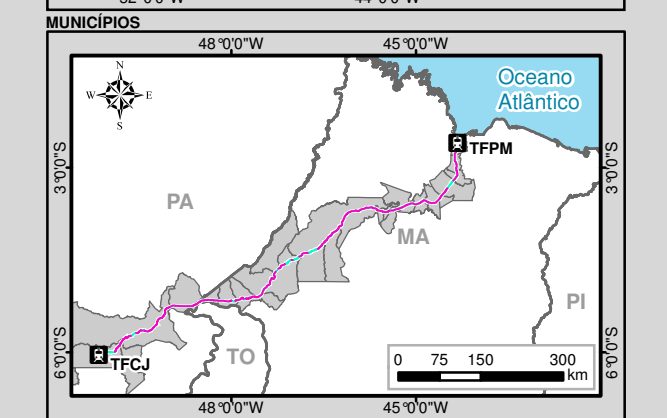 MUNICÍPIOS
48°0'0"W
45°0'0"W
N
W
E
S
Oceano
Atlântico
TFPM
3°0'0"S
3°0'0"S
PA
MA
PI
TO
TFCJ
6°0'0"S
6°0'0"S
0 75 150 300
km
48°0'0"W
45°0'0"W